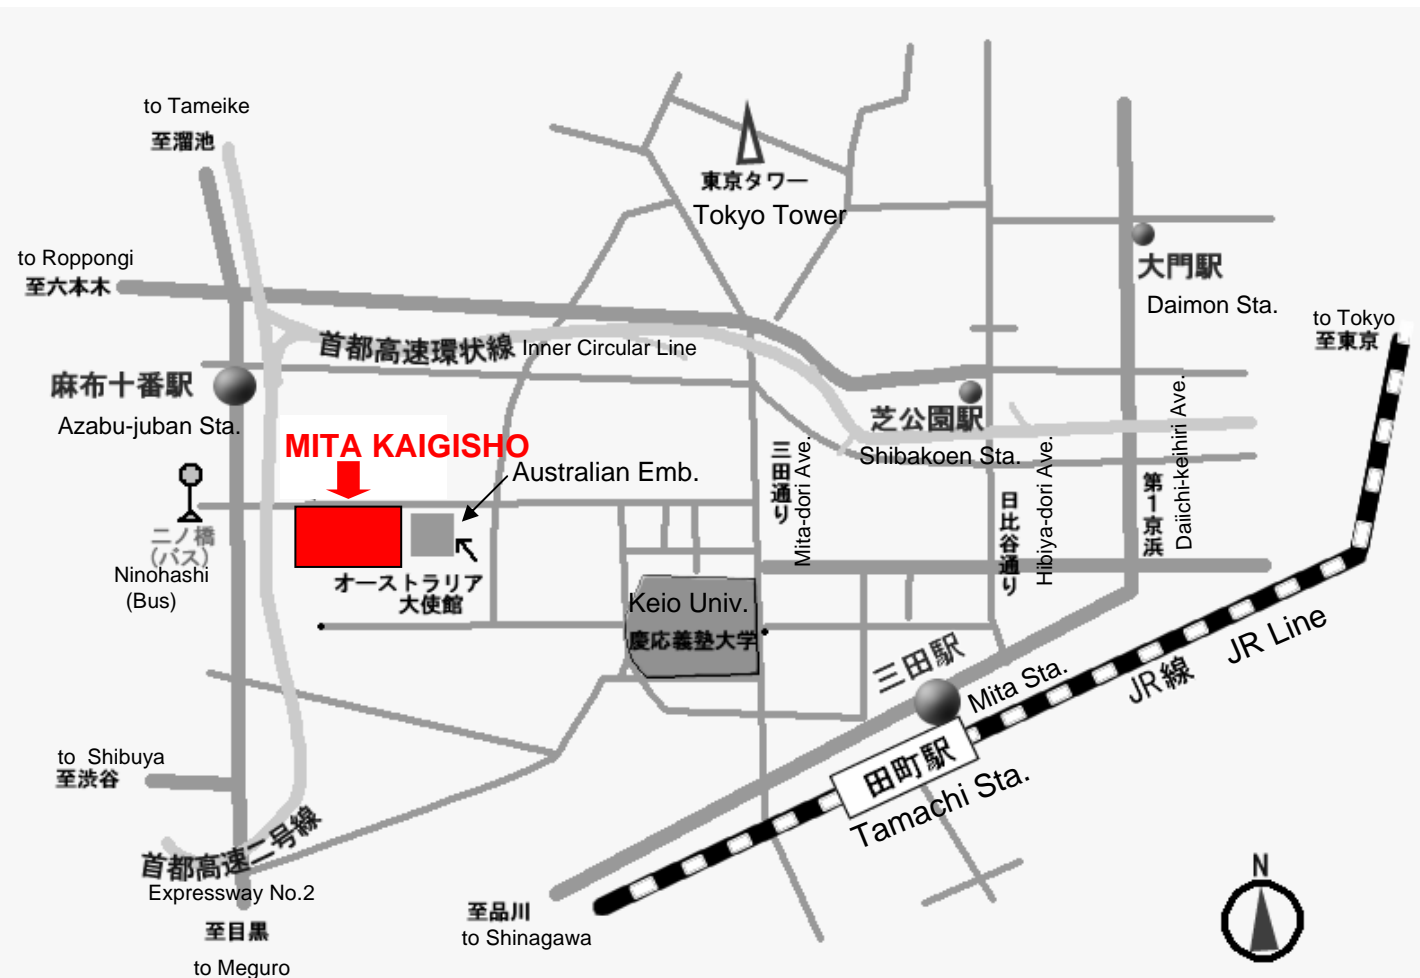 to Tameike
至溜池
東京タワー
Tokyo Tower
to Roppongi
至六本木
大門駅
Daimon Sta.
to Tokyo
至東京
首都高速環状線 Inner Circular Line
麻布十番駅
Azabu-juban Sta.
芝公園駅
Shibakoen Sta.
MITA KAIGISHO
Australian Emb.
三田通り
Mita-dori Ave.
日比谷通り
Hibiya-dori Ave.
第1京浜
Daiichi-keihiri Ave.
二ノ橋
(バス)
Ninohashi
(Bus)
オーストラリア
大使館
Keio Univ.
慶応義塾大学
三田駅
Mita Sta.
JR線
JR Line
to Shibuya
至渋谷
田町駅
Tamachi Sta.
首都高速二号線
Expressway No.2
至目黒
to Meguro
至品川
to Shinagawa
N